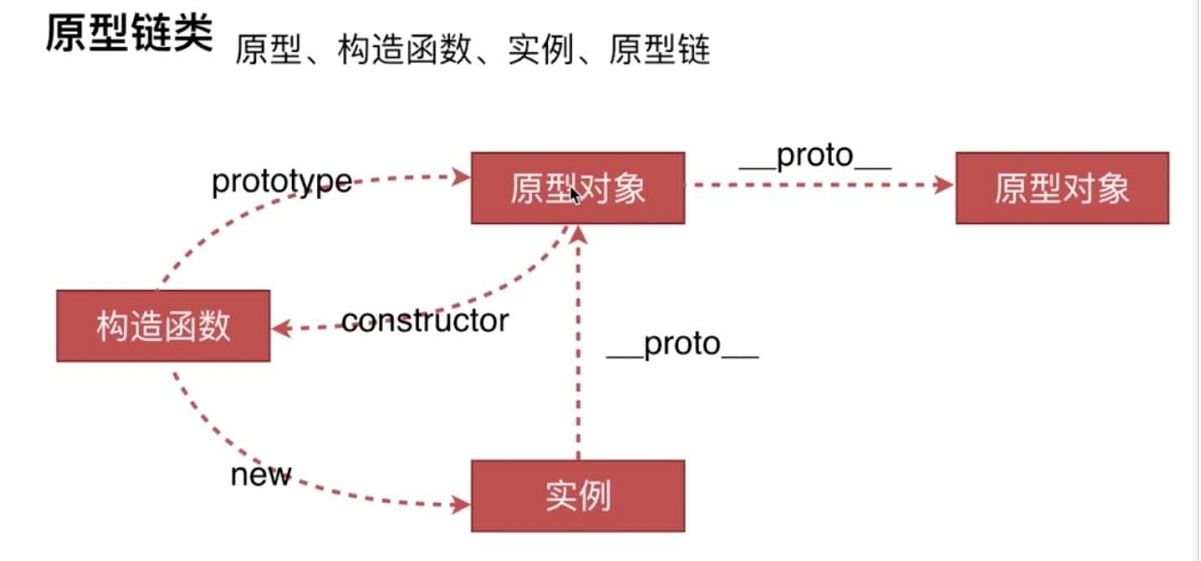 原型链类
原型、构造函数、实例、原型链
prototype
原型对象
__proto__
原型对象
构造函数
constructor
__proto__
new
实例